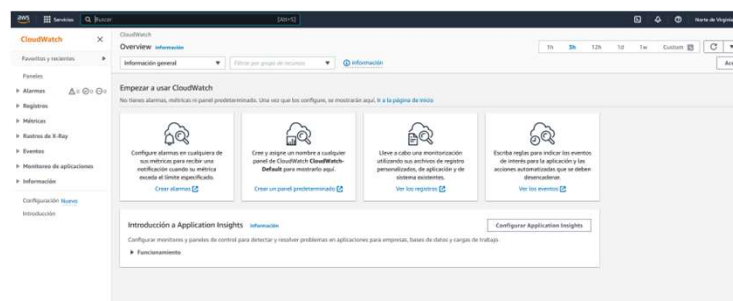 aws
Servicios
Buscar
[Alt+S]
Norte de Virginia
CloudWatch
Favoritos y recientes
Paneles
Alarmas
0 0 0
Registros
Métricas
Rastros de X-Ray
Eventos
Monitoreo de aplicaciones
Información
Configuración Nuevo
Introducción
CloudWatch
Overview Información
1h 3h 12h 1d 1w Custom
Información general
Filtrar por grupo de recursos
Información
Empezar a usar CloudWatch
No tienes alarmas, métricas ni panel predeterminado. Una vez que los configure, se mostrarán aquí. Ir a la página de inicio
Configure alarmas en cualquiera de
sus métricas para recibir una
notificación cuando su métrica
exceda el límite especificado.
Crear alarmas
Cree y asigne un nombre a cualquier
panel de CloudWatch CloudWatch-
Default para mostrarlo aquí.
Crear un panel predeterminado
Lleve a cabo una monitorización
utilizando sus archivos de registro
personalizados, de aplicación y de
sistema existentes.
Ver los registros
Escriba reglas para indicar los eventos
de interés para la aplicación y las
acciones automatizadas que se deben
desencadenar.
Ver los eventos
Introducción a Application Insights Información
Configurar Application Insights
Configurar monitores y paneles de control para detectar y resolver problemas en aplicaciones para empresas, bases de datos y cargas de trabajo.
Funcionamiento